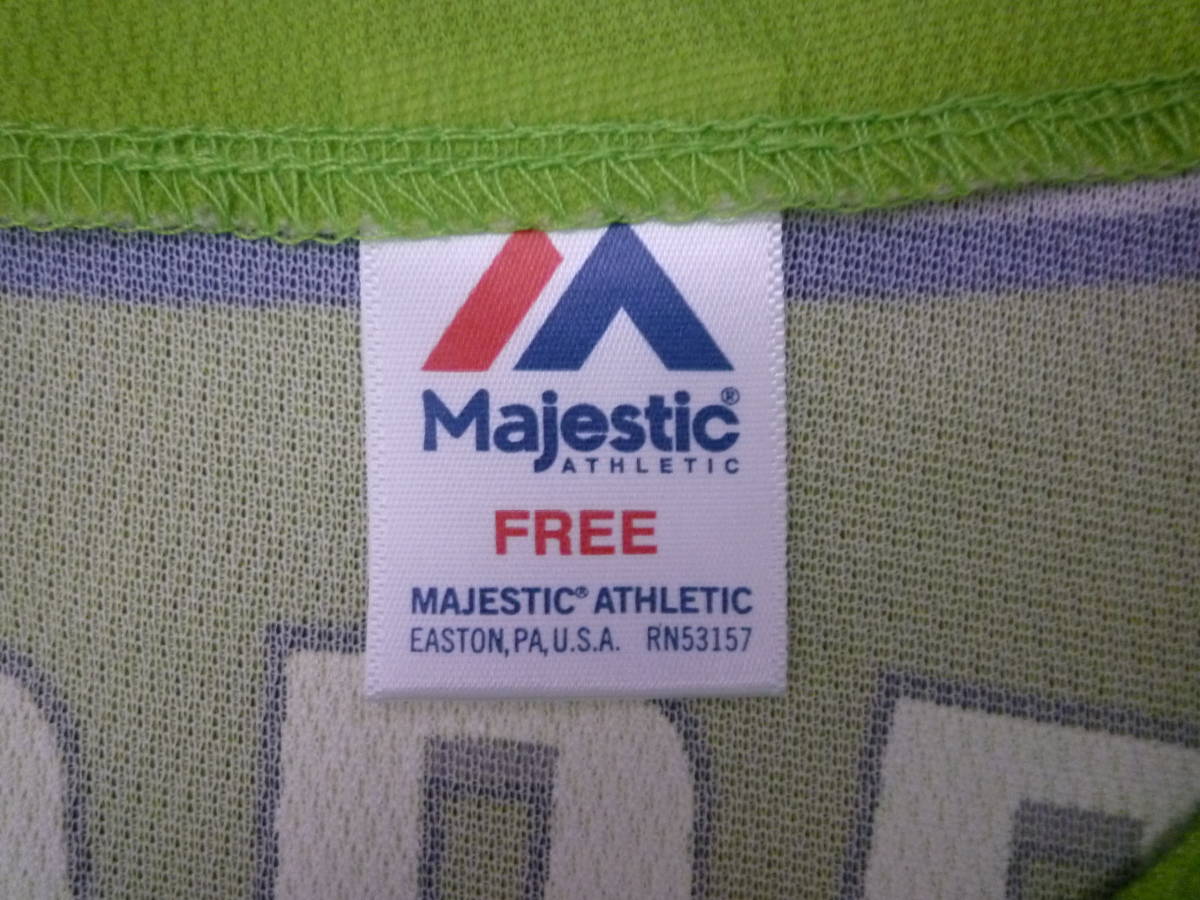 Majestic®
ATHLETIC
FREE
MAJESTIC® ATHLETIC
EASTON, PA, U.S.A. RN53157